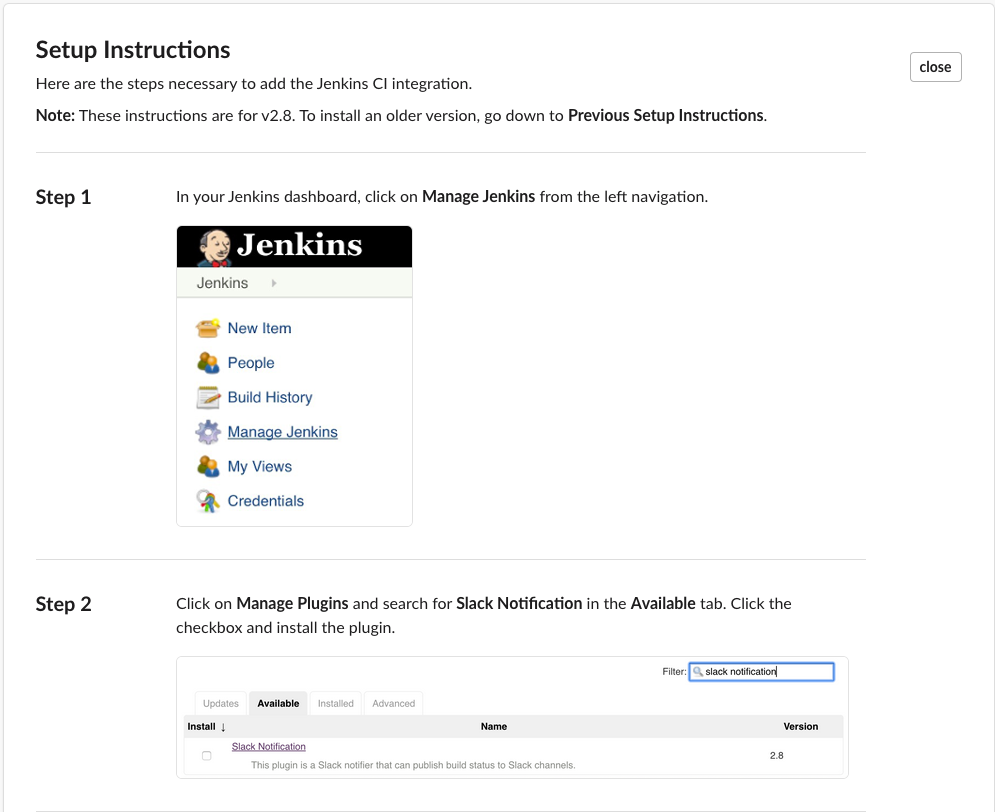 Setup Instructions
close
Here are the steps necessary to add the Jenkins CI integration.
Note: These instructions are for v2.8. To install an older version, go down to Previous Setup Instructions.
Step 1
In your Jenkins dashboard, click on Manage Jenkins from the left navigation.
Jenkins
Jenkins
New Item
People
Build History
Manage Jenkins
My Views
Credentials
Step 2
Click on Manage Plugins and search for Slack Notification in the Available tab. Click the
checkbox and install the plugin.
Filter: slack notification
Updates Available Installed Advanced
Install ↓ Name Version
Slack Notification
2.8
This plugin is a Slack notifier that can publish build status to Slack channels.